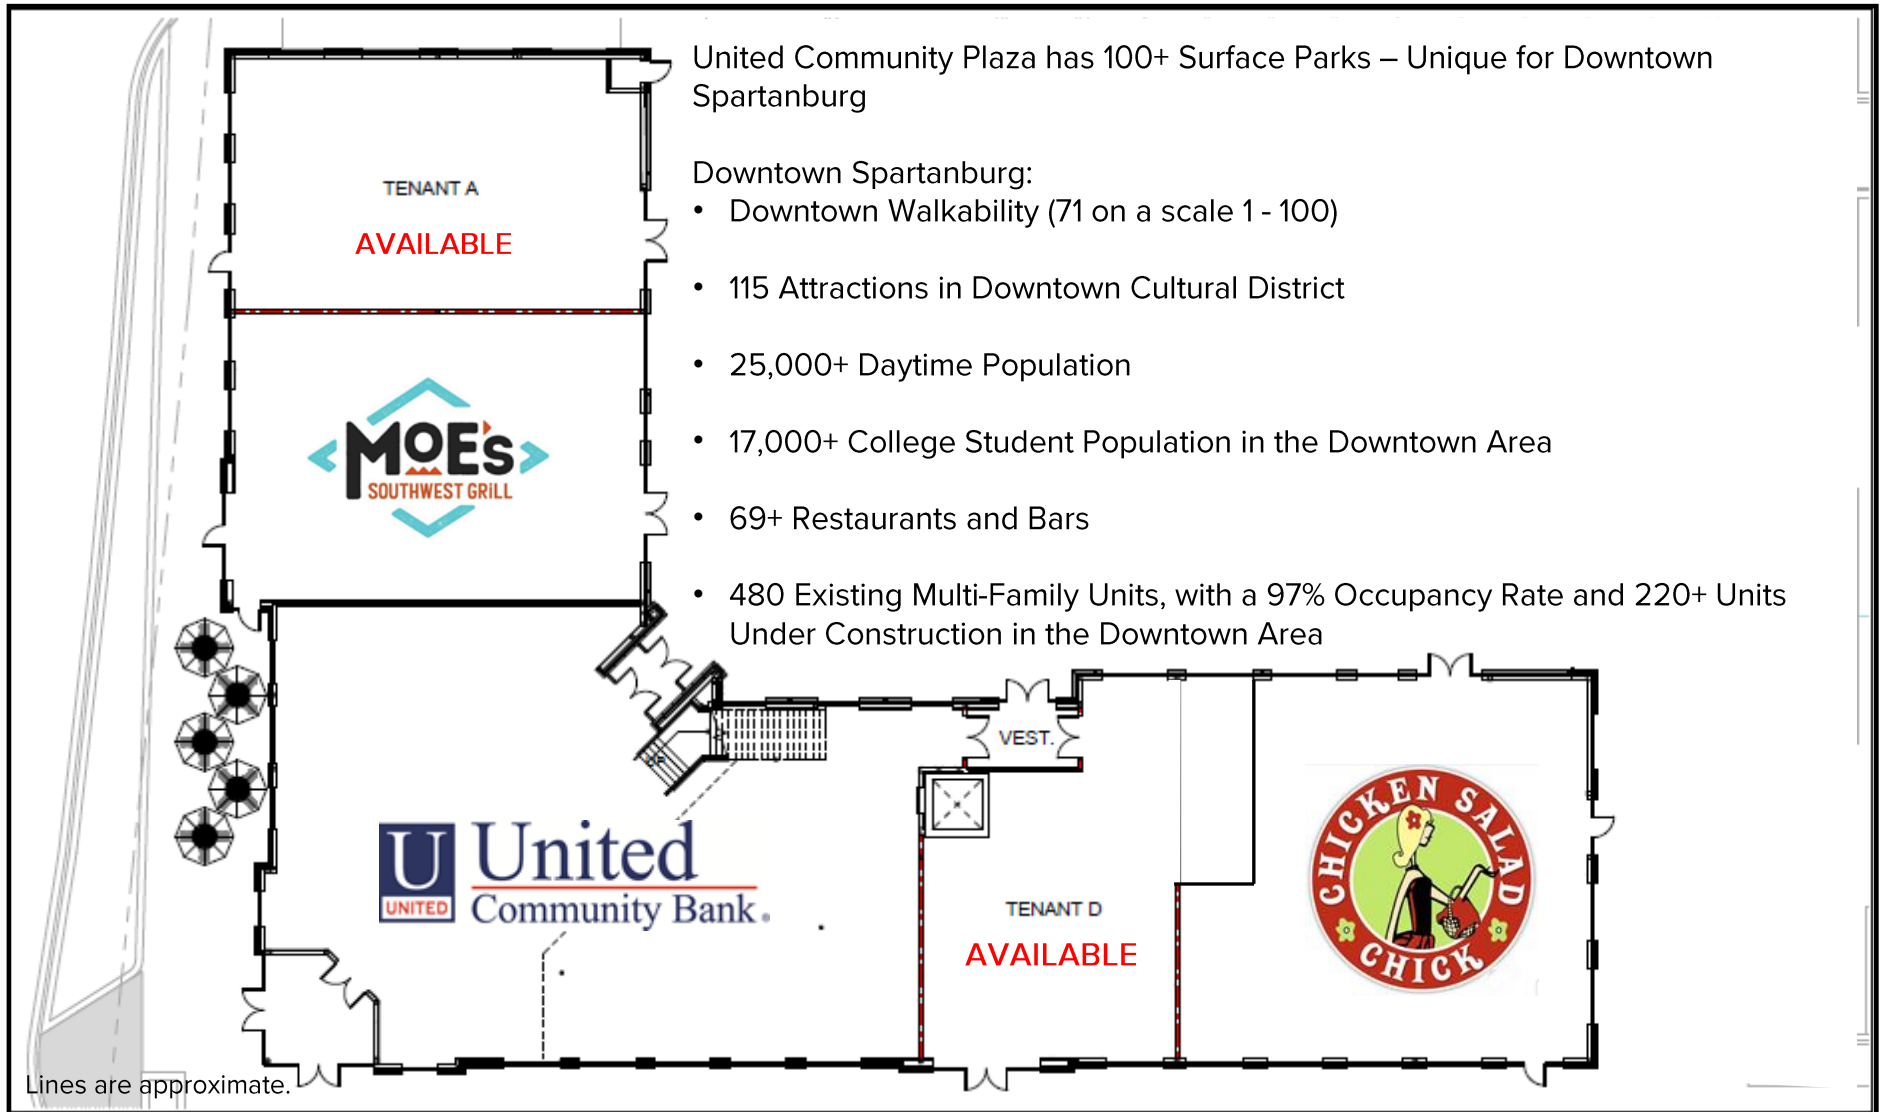 United Community Plaza has 100+ Surface Parks – Unique for Downtown
Spartanburg
Downtown Spartanburg:
• Downtown Walkability (71 on a scale 1 - 100)
• 115 Attractions in Downtown Cultural District
• 25,000+ Daytime Population
• 17,000+ College Student Population in the Downtown Area
• 69+ Restaurants and Bars
• 480 Existing Multi-Family Units, with a 97% Occupancy Rate and 220+ Units
Under Construction in the Downtown Area
TENANT A
AVAILABLE
MOE's
SOUTHWEST GRILL
UP
VEST.
U
UNITED
United
Community Bank®
TENANT D
AVAILABLE
CHICKEN SALAD
CHICK
Lines are approximate.